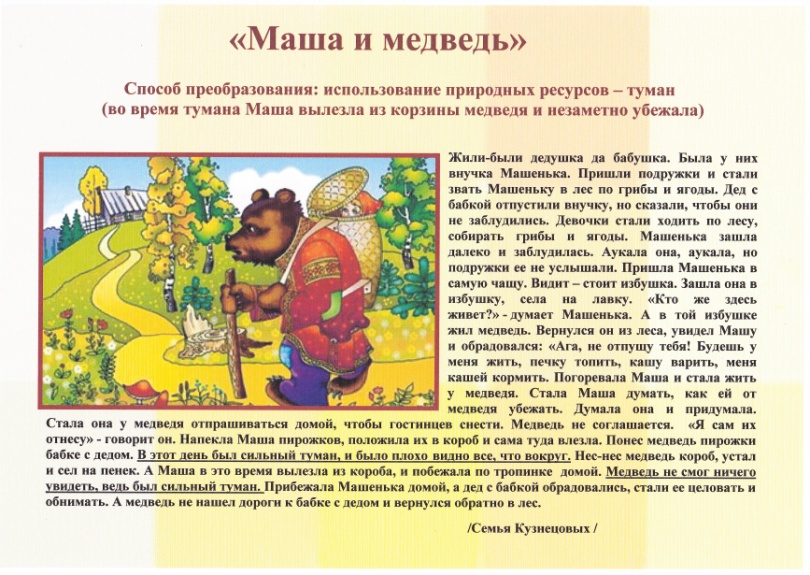 «Маша и медведь»
Способ преобразования: использование природных ресурсов – туман
(во время тумана Маша вылезла из корзины медведя и незаметно убежала)
Жили-были дедушка да бабушка. Была у них
внучка Машенька. Пришли подружки и стали
звать Машеньку в лес по грибы и ягоды. Дед с
бабкой отпустили внучку, но сказали, чтобы они
не заблудились. Девочки стали ходить по лесу,
собирать грибы и ягоды. Машенька зашла
далеко и заблудилась. Аукала она, аукала, но
подружки ее не услышали. Пришла Машенька в
самую чащу. Видит – стоит избушка. Зашла она в
избушку, села на лавку. «Кто же здесь
живет?» - думает Машенька. А в той избушке
жил медведь. Вернулся он из леса, увидел Машу
и обрадовался: «Ага, не отпущу тебя! Будешь у
меня жить, печку топить, кашу варить, меня
кашей кормить. Погоревала Маша и стала жить
у медведя. Стала Маша думать, как ей от
медведя убежать. Думала она и придумала.
Стала она у медведя отпрашиваться домой, чтобы гостинцев снести. Медведь не соглашается. «Я сам их
отнесу» - говорит он. Напекла Маша пирожков, положила их в короб и сама туда влезла. Понес медведь пирожки
бабке с дедом. В этот день был сильный туман, и было плохо видно все, что вокруг. Нес-нес медведь короб, устал
и сел на пенек. А Маша в это время вылезла из короба, и побежала по тропинке домой. Медведь не смог ничего
увидеть, ведь был сильный туман. Прибежала Машенька домой, а дед с бабкой обрадовались, стали ее целовать и
обнимать. А медведь не нашел дороги к бабке с дедом и вернулся обратно в лес.
/Семья Кузнецовых /